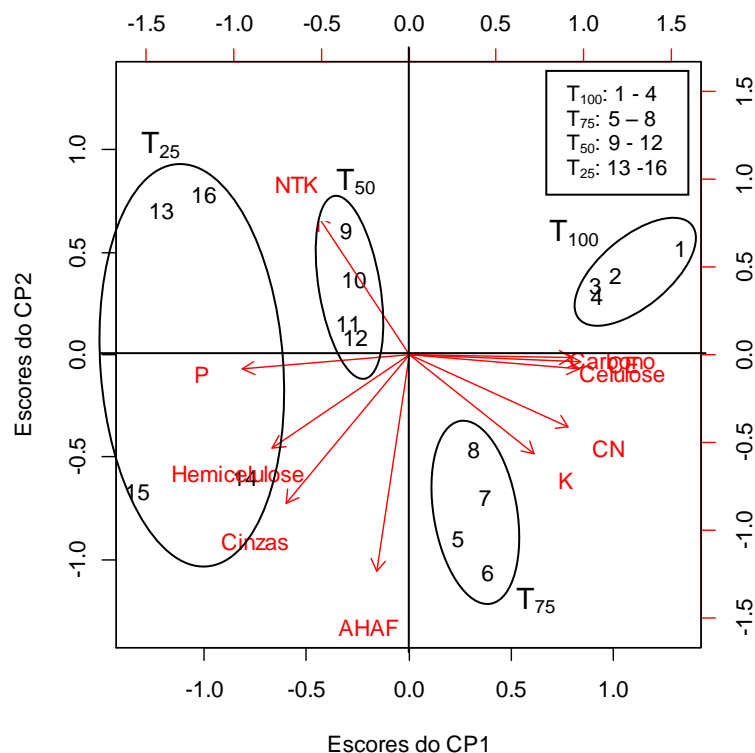 -1.5 -1.0 -0.5 0.0 0.5 1.0 1.5
T100: 1 - 4
T75: 5 – 8
T50: 9 - 12
T25: 13 -16
T25
NTK
T50
T100
16
13
9
10
11
12
1
2
3
4
1.0
0.5
0.0
-0.5
-1.0
Escores do CP2
1.5
1.0
0.5
0.0
-0.5
-1.0
-1.5
P
Carbono
CE
Celulose
CN
K
Hemicelulose
14
15
Cinzas
8
7
5
6
T75
AHAF
-1.0 -0.5 0.0 0.5 1.0
Escores do CP1